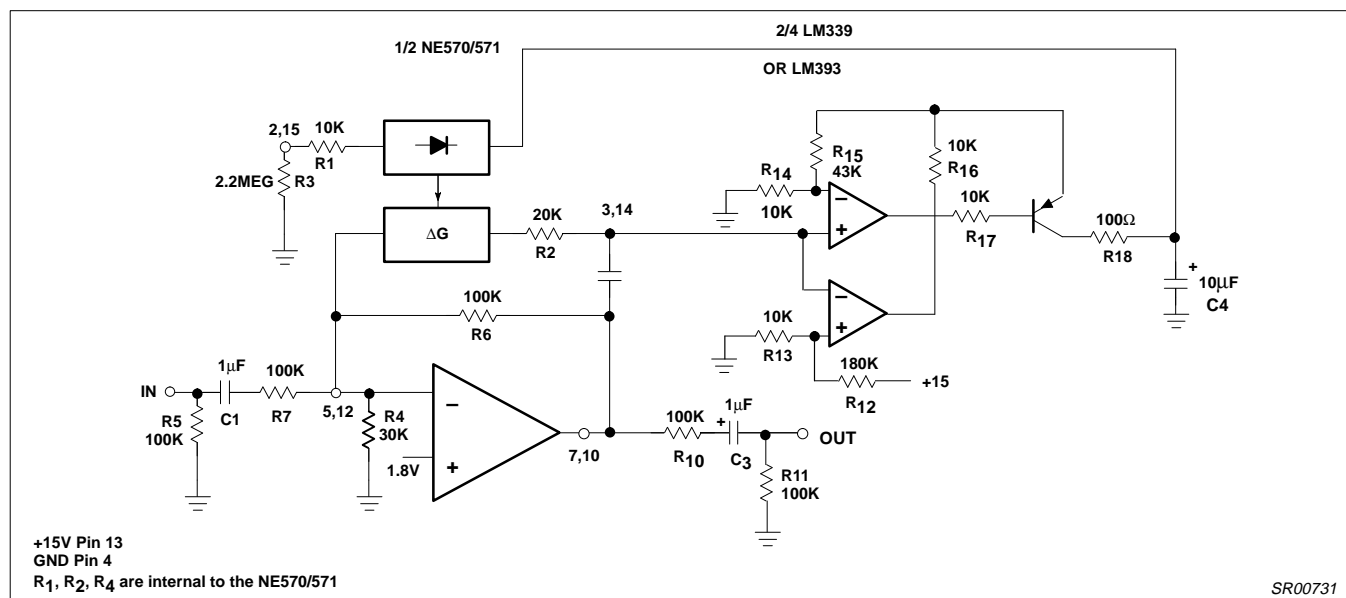 2/4 LM339
1/2 NE570/571
OR LM393
2,15
10K
R1
2.2MEG
R3
R15
43K
10K
R16
R14
10K
10K
R17
100Ω
R18
+
10µF
C4
ΔG
20K
R2
3,14
−
+
100K
R6
−
+
10K
R13
180K
R12
+15
IN
1µF
C1
100K
R7
5,12
R5
100K
R4
30K
−
+
1.8V
7,10
100K
R10
1µF
+
C3
OUT
R11
100K
+15V Pin 13
GND Pin 4
R1, R2, R4 are internal to the NE570/571
SR00731